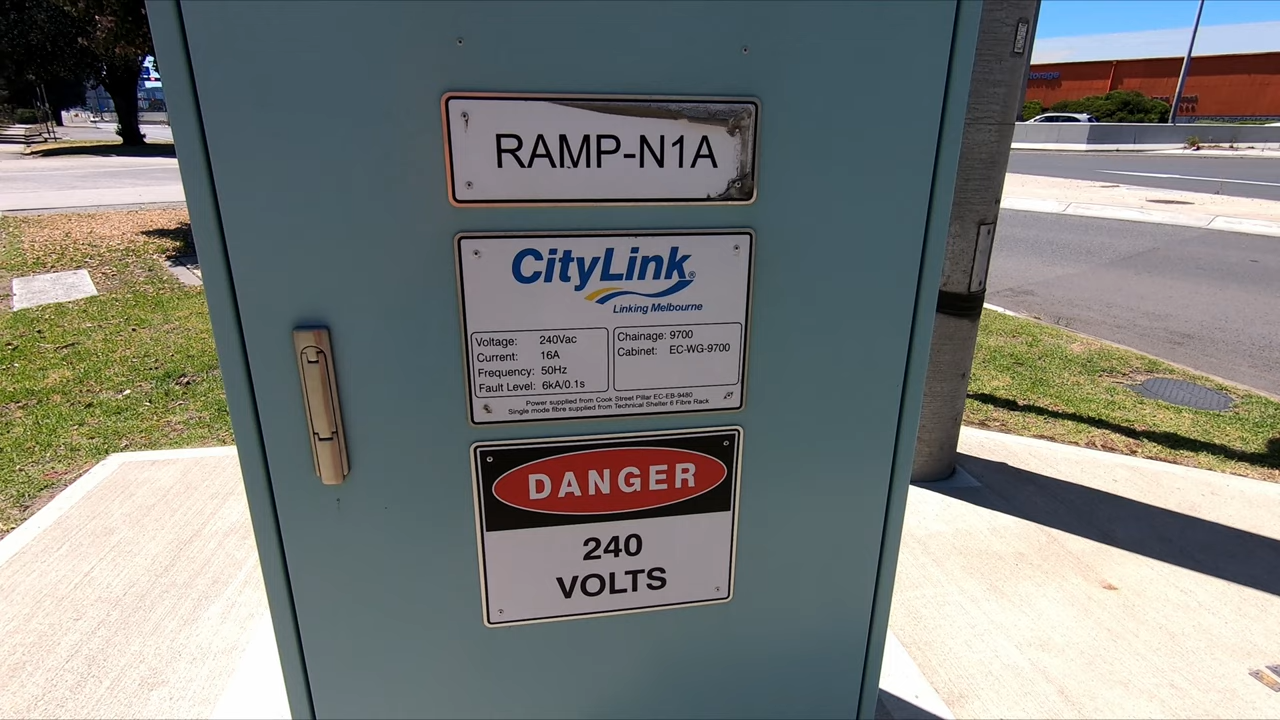 RAMP-N1A
CityLink®
Linking Melbourne
Voltage: 240Vac
Current: 16A
Frequency: 50Hz
Fault Level: 6kA/0.1s
Chainage: 9700
Cabinet: EC-WG-9700
Power supplied from Cook Street Pillar EC-EB-9480
Single mode fibre supplied from Technical Shelter 6 Fibre Rack
DANGER
240
VOLTS